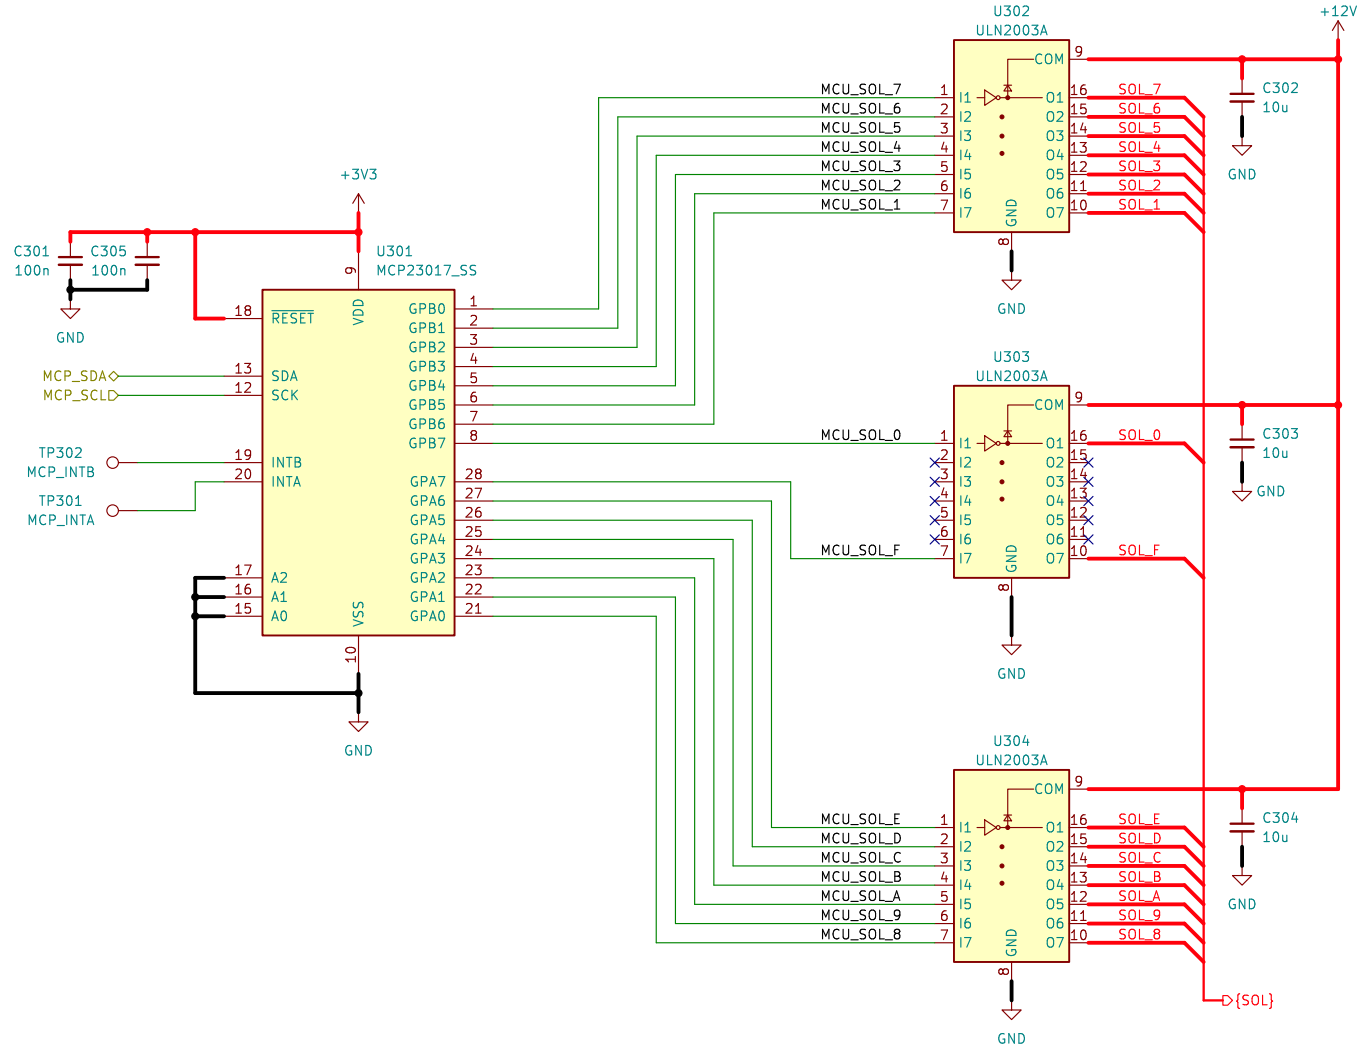 U302
ULN2003A
+12V
9
COM
C302
10u
GND
MCU_SOL_7
1
I1
O1
16
SOL_7
MCU_SOL_6
2
I2
O2
15
SOL_6
MCU_SOL_5
3
I3
O3
14
SOL_5
MCU_SOL_4
4
I4
O4
13
SOL_4
MCU_SOL_3
5
I5
O5
12
SOL_3
MCU_SOL_2
6
I6
O6
11
SOL_2
MCU_SOL_1
7
I7
O7
10
SOL_1
GND
8
GND
+3V3
C301
100n
C305
100n
GND
U301
MCP23017_SS
9
VDD
18
RESET
MCP_SDA
13
SDA
MCP_SCL
12
SCK
TP302
MCP_INTB
19
INTB
TP301
MCP_INTA
20
INTA
17
A2
16
A1
15
A0
VSS
10
GND
GPB0
1
GPB1
2
GPB2
3
GPB3
4
GPB4
5
GPB5
6
GPB6
7
GPB7
8
GPA7
28
GPA6
27
GPA5
26
GPA4
25
GPA3
24
GPA2
23
GPA1
22
GPA0
21
U303
ULN2003A
COM
9
C303
10u
GND
MCU_SOL_0
1
I1
O1
16
SOL_0
2
I2
O2
15
3
I3
O3
14
4
I4
O4
13
5
I5
O5
12
6
I6
O6
11
MCU_SOL_F
7
I7
O7
10
SOL_F
GND
8
GND
U304
ULN2003A
COM
9
C304
10u
GND
MCU_SOL_E
1
I1
O1
16
SOL_E
MCU_SOL_D
2
I2
O2
15
SOL_D
MCU_SOL_C
3
I3
O3
14
SOL_C
MCU_SOL_B
4
I4
O4
13
SOL_B
MCU_SOL_A
5
I5
O5
12
SOL_A
MCU_SOL_9
6
I6
O6
11
SOL_9
MCU_SOL_8
7
I7
O7
10
SOL_8
GND
8
GND
{SOL}